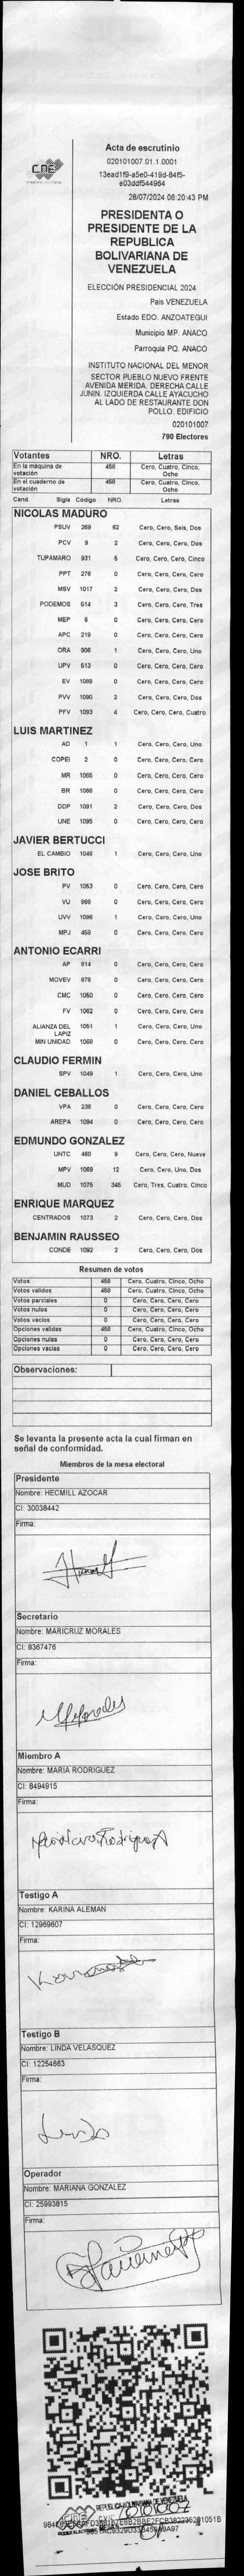 CNE
Acta de escrutinio
020101007.01.1.0001
13ead1f9-a5e0-419d-84f5-
e03ddf544964
28/07/2024 06:20:43 PM
PRESIDENTA O
PRESIDENTE DE LA
REPUBLICA
BOLIVARIANA DE
VENEZUELA
ELECCIÓN PRESIDENCIAL 2024
Pais VENEZUELA
Estado EDO. ANZOATEGUI
Municipio MP. ANACO
Parroquia PQ. ANACO
INSTITUTO NACIONAL DEL MENOR
SECTOR PUEBLO NUEVO FRENTE
AVENIDA MERIDA. DERECHA CALLE
JUNIN. IZQUIERDA CALLE AYACUCHO
AL LADO DE RESTAURANTE DON
POLLO. EDIFICIO
020101007
790 Electores
Votantes NRO. Letras
En la máquina de votación 458 Cero, Cuatro, Cinco, Ocho
En el cuaderno de votación 458 Cero, Cuatro, Cinco, Ocho
Cand. Sigla Codigo NRO. Letras
NICOLAS MADURO
PSUV 269 62 Cero, Cero, Seis, Dos
PCV 9 2 Cero, Cero, Cero, Dos
TUPAMARO 931 5 Cero, Cero, Cero, Cinco
PPT 276 0 Cero, Cero, Cero, Cero
MSV 1017 2 Cero, Cero, Cero, Dos
PODEMOS 514 3 Cero, Cero, Cero, Tres
MEP 6 0 Cero, Cero, Cero, Cero
APC 219 0 Cero, Cero, Cero, Cero
ORA 906 1 Cero, Cero, Cero, Uno
UPV 513 0 Cero, Cero, Cero, Cero
EV 1089 0 Cero, Cero, Cero, Cero
PVV 1090 2 Cero, Cero, Cero, Dos
PFV 1093 4 Cero, Cero, Cero, Cuatro
LUIS MARTINEZ
AD 1 1 Cero, Cero, Cero, Uno
COPEI 2 0 Cero, Cero, Cero, Cero
MR 1065 0 Cero, Cero, Cero, Cero
BR 1066 0 Cero, Cero, Cero, Cero
DDP 1091 2 Cero, Cero, Cero, Dos
UNE 1095 0 Cero, Cero, Cero, Cero
JAVIER BERTUCCI
EL CAMBIO 1048 1 Cero, Cero, Cero, Uno
JOSE BRITO
PV 1053 0 Cero, Cero, Cero, Cero
VU 868 0 Cero, Cero, Cero, Cero
UVV 1096 1 Cero, Cero, Cero, Uno
MPJ 458 0 Cero, Cero, Cero, Cero
ANTONIO ECARRI
AP 814 0 Cero, Cero, Cero, Cero
MOVEV 878 0 Cero, Cero, Cero, Cero
CMC 1050 0 Cero, Cero, Cero, Cero
FV 1062 0 Cero, Cero, Cero, Cero
ALIANZA DEL LAPIZ 1051 1 Cero, Cero, Cero, Uno
MIN UNIDAD 1068 0 Cero, Cero, Cero, Cero
CLAUDIO FERMIN
SPV 1049 1 Cero, Cero, Cero, Uno
DANIEL CEBALLOS
VPA 236 0 Cero, Cero, Cero, Cero
AREPA 1094 0 Cero, Cero, Cero, Cero
EDMUNDO GONZALEZ
UNTC 460 9 Cero, Cero, Cero, Nueve
MPV 1069 12 Cero, Cero, Uno, Dos
MUD 1075 345 Cero, Tres, Cuatro, Cinco
ENRIQUE MARQUEZ
CENTRADOS 1073 2 Cero, Cero, Cero, Dos
BENJAMIN RAUSSEO
CONDE 1092 2 Cero, Cero, Cero, Dos
Resumen de votos
Votos 458 Cero, Cuatro, Cinco, Ocho
Votos validos 458 Cero, Cuatro, Cinco, Ocho
Votos parciales 0 Cero, Cero, Cero, Cero
Votos nulos 0 Cero, Cero, Cero, Cero
Votos vacios 0 Cero, Cero, Cero, Cero
Opciones validas 458 Cero, Cuatro, Cinco, Ocho
Opciones nulas 0 Cero, Cero, Cero, Cero
Opciones vacias 0 Cero, Cero, Cero, Cero
Observaciones:
Se levanta la presente acta la cual firman en
señal de conformidad.
Miembros de la mesa electoral
Presidente
Nombre: HECMILL AZOCAR
CI: 30038442
Firma:
Secretario
Nombre: MARICRUZ MORALES
CI: 8367476
Firma:
Miembro A
Nombre: MARIA RODRIGUEZ
CI: 8494915
Firma:
Testigo A
Nombre: KARINA ALEMAN
CI: 12969607
Firma:
Testigo B
Nombre: LINDA VELASQUEZ
CI: 12254663
Firma:
Linda
Operador
Nombre: MARIANA GONZALEZ
CI: 25993815
Firma:
REPUBLICA BOLIVARIANA DE VENEZUELA
CNE